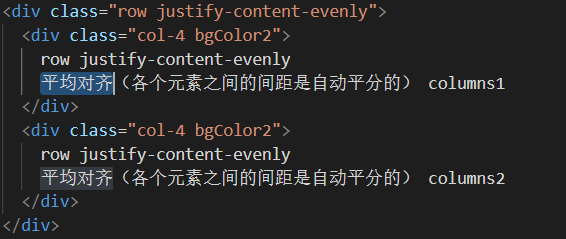 <div class="row justify-content-evenly">
<div class="col-4 bgColor2">
row justify-content-evenly
平均对齐（各个元素之间的间距是自动平分的） columns1
</div>
<div class="col-4 bgColor2">
row justify-content-evenly
平均对齐（各个元素之间的间距是自动平分的） columns2
</div>
</div>